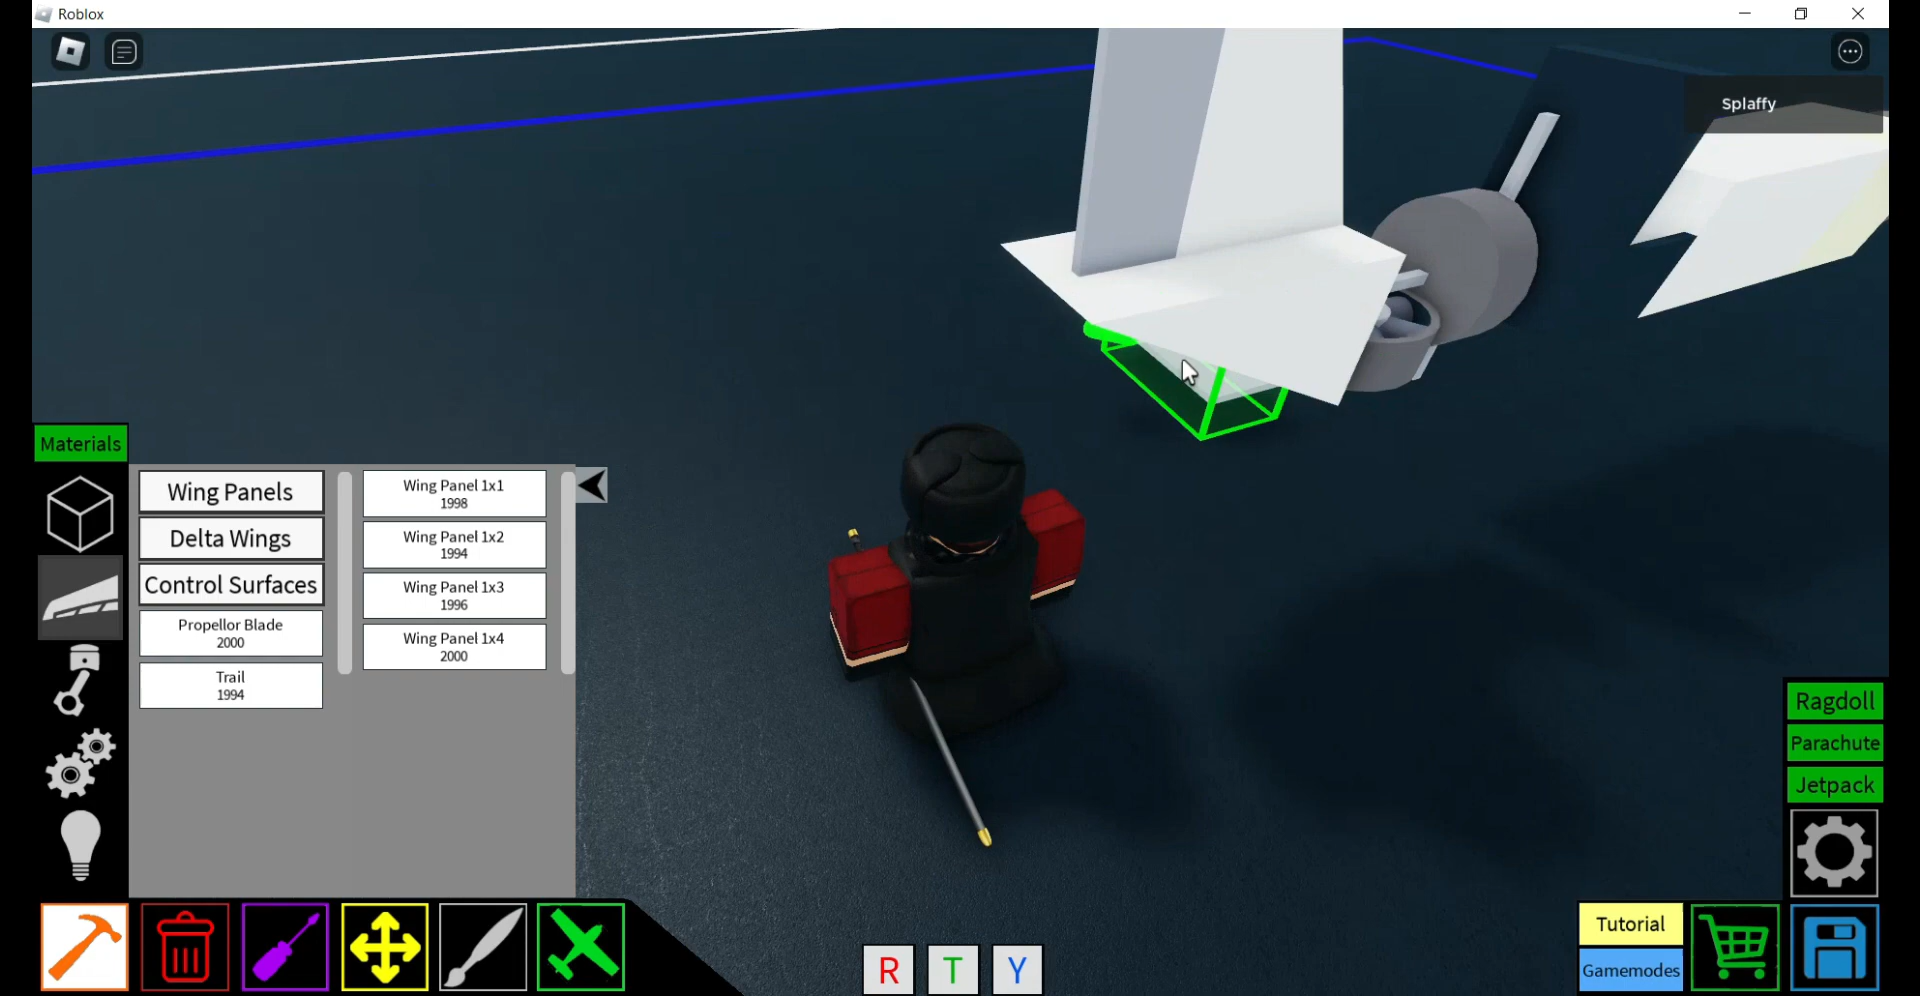 Roblox
Splaffy
Materials
Wing Panels
Delta Wings
Control Surfaces
Propellor Blade
2000
Trail
1994
Wing Panel 1x1
1998
Wing Panel 1x2
1994
Wing Panel 1x3
1996
Wing Panel 1x4
2000
Ragdoll
Parachute
Jetpack
Tutorial
Gamemodes
R T Y